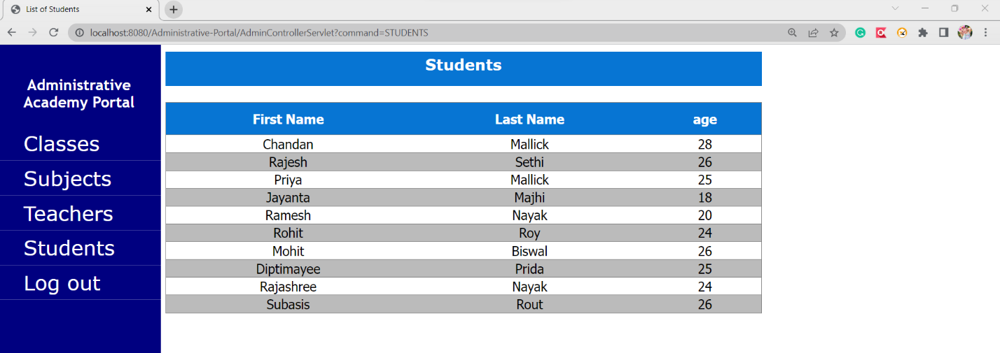 List of Students
localhost:8080/Administrative-Portal/AdminControllerServlet?command=STUDENTS
Administrative
Academy Portal
Classes
Subjects
Teachers
Students
Log out
Students
First Name Last Name age
Chandan Mallick 28
Rajesh Sethi 26
Priya Mallick 25
Jayanta Majhi 18
Ramesh Nayak 20
Rohit Roy 24
Mohit Biswal 26
Diptimayee Prida 25
Rajashree Nayak 24
Subasis Rout 26